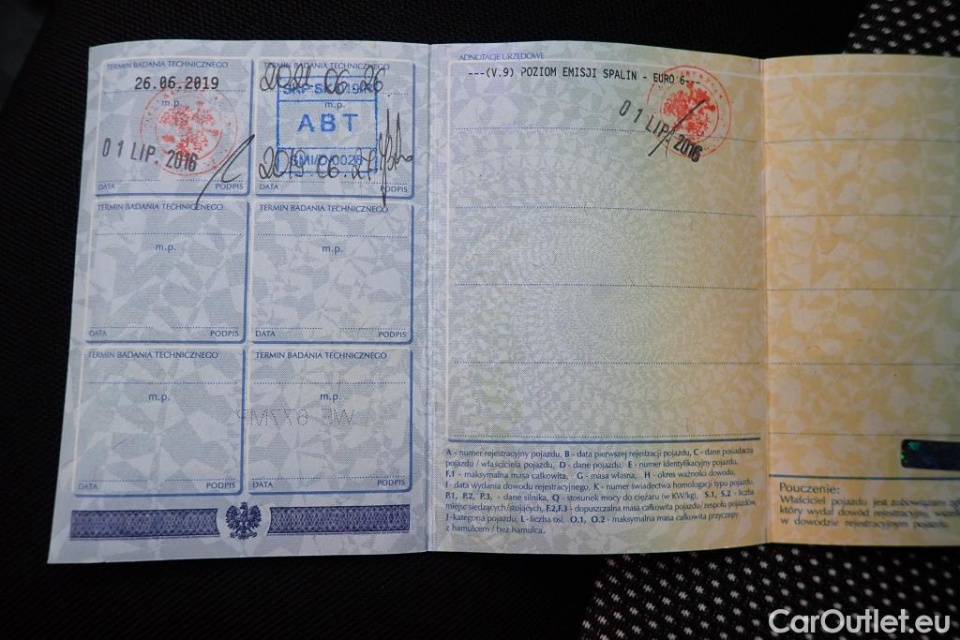 TERMIN BADANIA TECHNICZNEGO
26.06.2019
m.p.
01 LIP. 2016
DATA PODPIS
2021.06.26
m.p.
ABT
2019.06.27
DATA PODPIS
TERMIN BADANIA TECHNICZNEGO
m.p.
DATA PODPIS
TERMIN BADANIA TECHNICZNEGO
m.p.
DATA PODPIS
TERMIN BADANIA TECHNICZNEGO
m.p.
DATA PODPIS
TERMIN BADANIA TECHNICZNEGO
m.p.
DATA PODPIS
ADNOTACJE URZĘDOWE
---(V.9) POZIOM EMISJI SPALIN - EURO 6---
01 LIP. 2016
A - numer rejestracyjny pojazdu, B - data pierwszej rejestracji pojazdu, C - dane posiadacza
pojazdu / właściciela pojazdu, D - dane pojazdu, E - numer identyfikacyjny pojazdu,
F.1 - maksymalna masa całkowita, G - masa własna, H - okres ważności dowodu,
I - data wydania dowodu rejestracyjnego, K - numer świadectwa homologacji typu pojazdu,
P.1, P.2, P.3, - dane silnika, Q - stosunek mocy do ciężaru (w KW/kg), S.1, S.2 - liczba
miejsc siedzących/stojących, F.2,F.3 - dopuszczalna masa całkowita pojazdu/zespołu pojazdów,
J-kategoria pojazdu, L - liczba osi, O.1, O.2 - maksymalna masa całkowita przyczepy
z hamulcem / bez hamulca.
Pouczenie:
Właściciel pojazdu jest zobowiązany
który wydał dowód rejestracyjny, wszelkie
w dowodzie rejestracyjnym pojazdu.
CarOutlet.eu